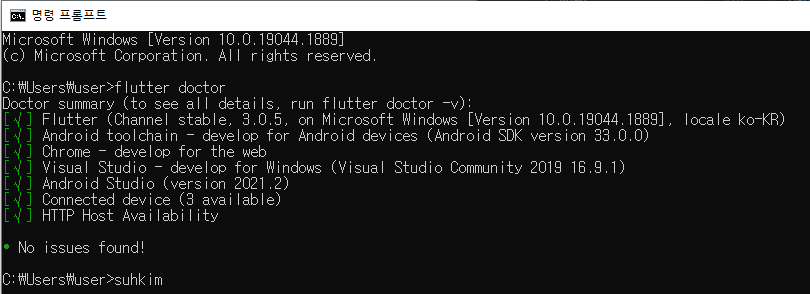 명령 프롬프트
Microsoft Windows [Version 10.0.19044.1889]
(c) Microsoft Corporation. All rights reserved.
C:₩Users₩user>flutter doctor
Doctor summary (to see all details, run flutter doctor -v):
[√] Flutter (Channel stable, 3.0.5, on Microsoft Windows [Version 10.0.19044.1889], locale ko-KR)
[√] Android toolchain - develop for Android devices (Android SDK version 33.0.0)
[√] Chrome - develop for the web
[√] Visual Studio - develop for Windows (Visual Studio Community 2019 16.9.1)
[√] Android Studio (version 2021.2)
[√] Connected device (3 available)
[√] HTTP Host Availability
• No issues found!
C:₩Users₩user>suhkim